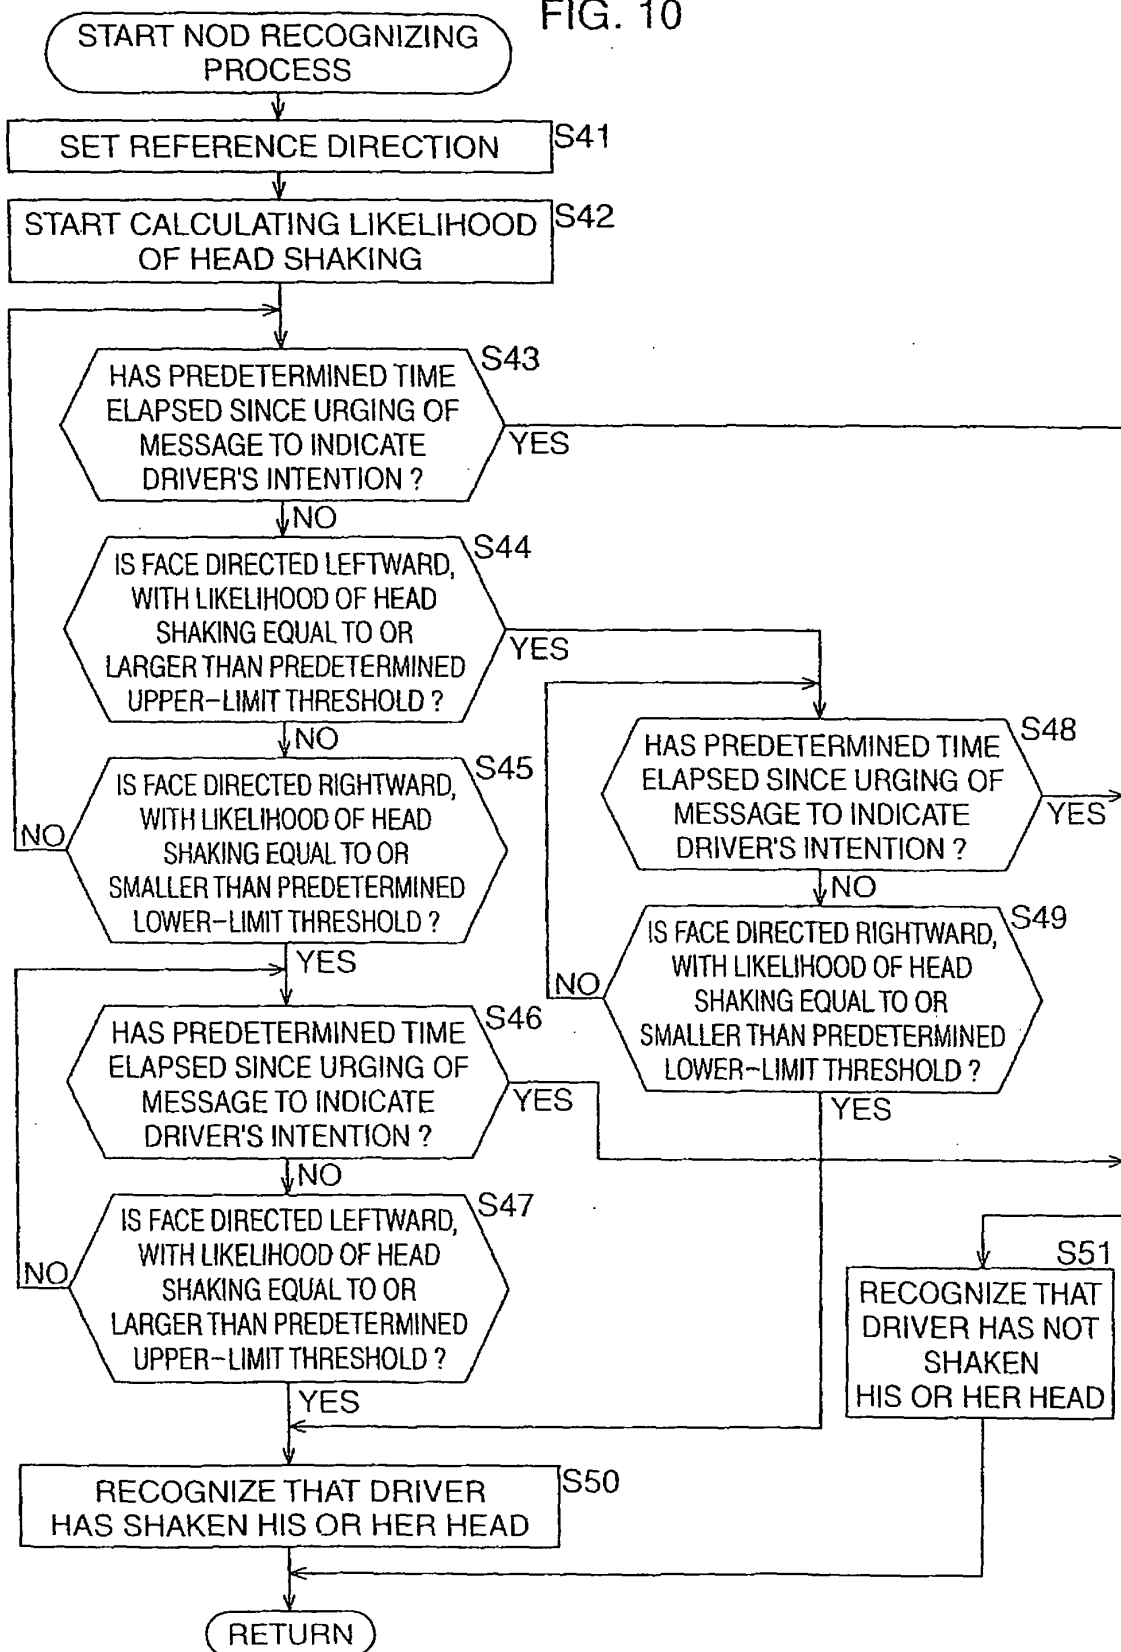 FIG. 10
START NOD RECOGNIZING
PROCESS
SET REFERENCE DIRECTION
S41
START CALCULATING LIKELIHOOD
OF HEAD SHAKING
S42
HAS PREDETERMINED TIME
ELAPSED SINCE URGING OF
MESSAGE TO INDICATE
DRIVER'S INTENTION ?
S43
YES
NO
IS FACE DIRECTED LEFTWARD,
WITH LIKELIHOOD OF HEAD
SHAKING EQUAL TO OR
LARGER THAN PREDETERMINED
UPPER-LIMIT THRESHOLD ?
S44
YES
NO
IS FACE DIRECTED RIGHTWARD,
WITH LIKELIHOOD OF HEAD
SHAKING EQUAL TO OR
SMALLER THAN PREDETERMINED
LOWER-LIMIT THRESHOLD ?
S45
NO
YES
HAS PREDETERMINED TIME
ELAPSED SINCE URGING OF
MESSAGE TO INDICATE
DRIVER'S INTENTION ?
S46
YES
NO
IS FACE DIRECTED LEFTWARD,
WITH LIKELIHOOD OF HEAD
SHAKING EQUAL TO OR
LARGER THAN PREDETERMINED
UPPER-LIMIT THRESHOLD ?
S47
NO
YES
HAS PREDETERMINED TIME
ELAPSED SINCE URGING OF
MESSAGE TO INDICATE
DRIVER'S INTENTION ?
S48
YES
NO
IS FACE DIRECTED RIGHTWARD,
WITH LIKELIHOOD OF HEAD
SHAKING EQUAL TO OR
SMALLER THAN PREDETERMINED
LOWER-LIMIT THRESHOLD ?
S49
NO
YES
RECOGNIZE THAT DRIVER
HAS SHAKEN HIS OR HER HEAD
S50
S51
RECOGNIZE THAT
DRIVER HAS NOT
SHAKEN
HIS OR HER HEAD
RETURN